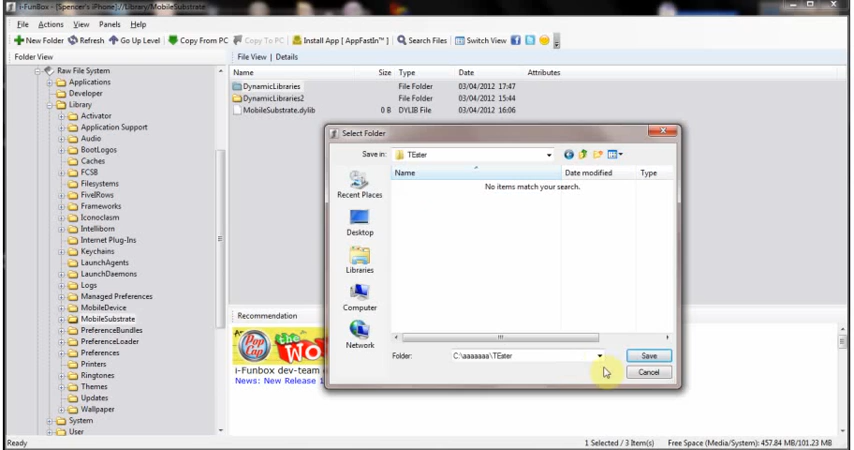 i-FunBox - (Spencer's iPhone)://Library/MobileSubstrate
File Actions View Panels Help
New Folder Refresh Go Up Level Copy From PC Copy To PC Install App [ AppFastIn™ ] Search Files Switch View
Folder View
File View | Details
Raw File System
Applications
Developer
Library
Activator
Application Support
Audio
BootLogos
Caches
FCSB
Filesystems
FiveIRows
Frameworks
Iconoclasm
Intelliborn
Internet Plug-Ins
Keychains
LaunchAgents
LaunchDaemons
Logs
Managed Preferences
MobileDevice
MobileSubstrate
PreferenceBundles
PreferenceLoader
Preferences
Printers
Ringtones
Themes
Updates
Wallpaper
System
User
Name Size Type Date Attributes
DynamicLibraries File Folder 03/04/2012 17:47
DynamicLibraries2 File Folder 03/04/2012 15:44
MobileSubstrate.dylib 0 B DYLIB File 03/04/2012 16:06
Select Folder
Save in: TEster
Name Date modified Type
No items match your search.
Recent Places
Desktop
Libraries
Computer
Network
Folder: C:\aaaaaaa\TEster
Save
Cancel
Recommendation
Pop Cap the WO
i-Funbox dev-team
News: New Release
Ready
1 Selected / 3 Item(s) Free Space (Media/System): 457.84 MB/101.23 MB